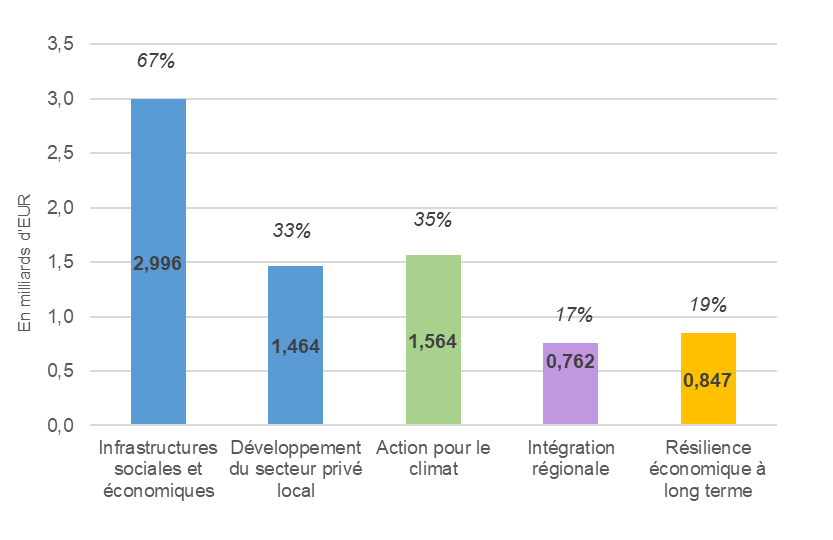 3,5
3,0
2,5
2,0
1,5
1,0
0,5
0,0
En milliards d'EUR
67%
33%
35%
17%
19%
2,996
1,464
1,564
0,762
0,847
Infrastructures
sociales et
économiques
Développement
du secteur privé
local
Action pour le
climat
Intégration
régionale
Résilience
économique à
long terme